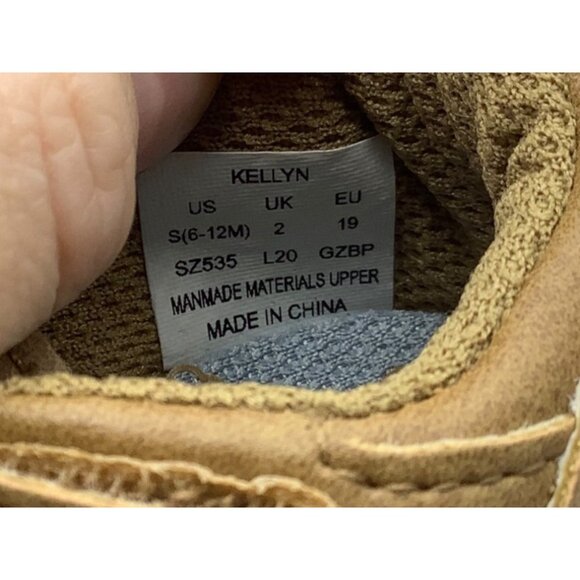 KELLYN
US UK EU
S(6-12M) 2 19
SZ535 L20 GZBP
MANMADE MATERIALS UPPER
MADE IN CHINA